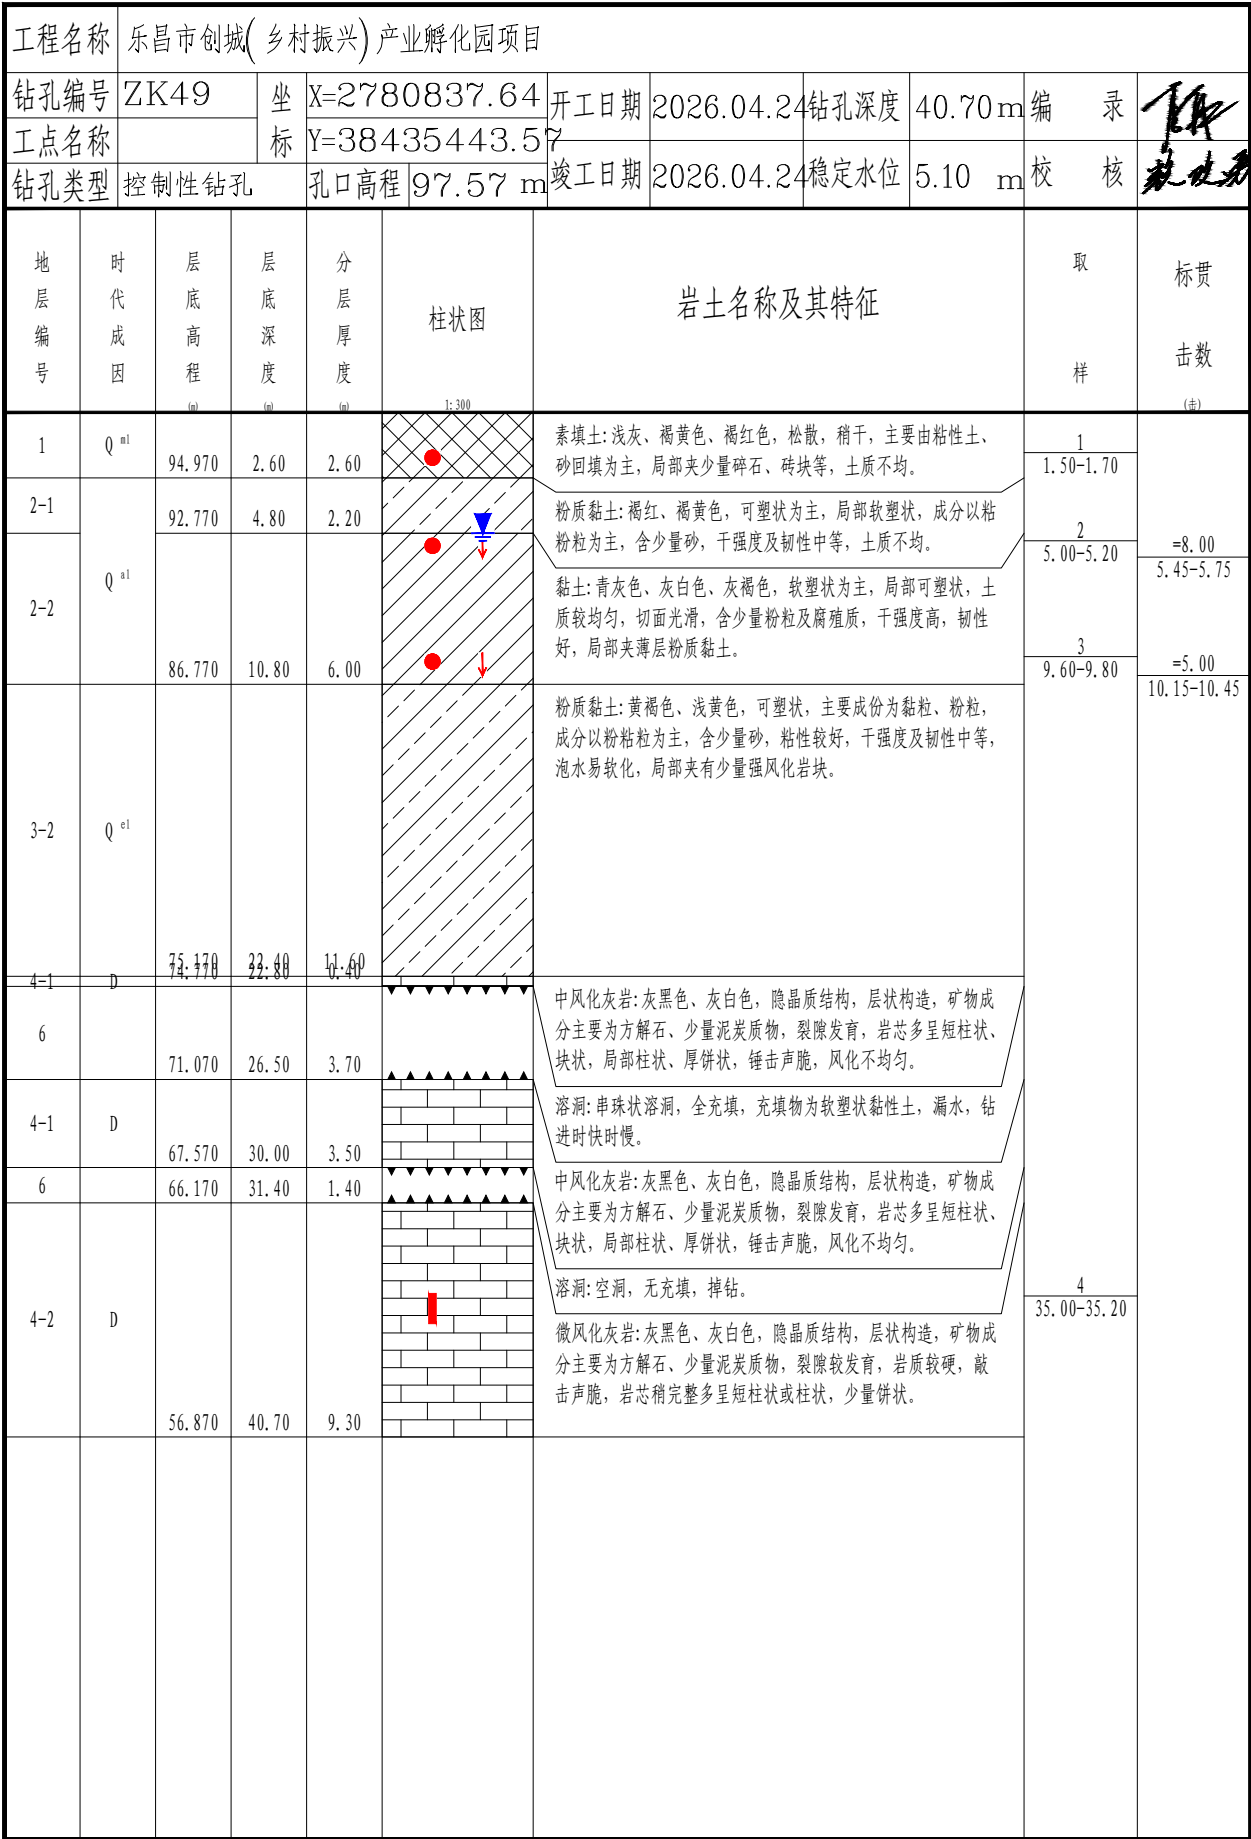 工程名称 乐昌市创城(乡村振兴)产业孵化园项目
钻孔编号 ZK49 坐标 X=2780837.64 开工日期 2026.04.24 钻孔深度 40.70 m 编 录
工点名称 Y=38435443.57
钻孔类型 控制性钻孔 孔口高程 97.57 m 竣工日期 2026.04.24 稳定水位 5.10 m 校 核
地层编号 时代成因 层底高程(m) 层底深度(m) 分层厚度(m) 柱状图 1:300 岩土名称及其特征 取样 标贯击数(击)
1 Q ml 94.970 2.60 2.60
素填土:浅灰、褐黄色、褐红色，松散，稍干，主要由粘性土、
砂回填为主，局部夹少量碎石、砖块等，土质不均。
1
1.50-1.70
2-1 92.770 4.80 2.20
粉质黏土:褐红、褐黄色，可塑状为主，局部软塑状，成分以粘
粉粒为主，含少量砂，干强度及韧性中等，土质不均。
2
5.00-5.20
=8.00
5.45-5.75
2-2 Q al 86.770 10.80 6.00
黏土:青灰色、灰白色、灰褐色，软塑状为主，局部可塑状，土
质较均匀，切面光滑，含少量粉粒及腐殖质，干强度高，韧性
好，局部夹薄层粉质黏土。
3
9.60-9.80
=5.00
10.15-10.45
3-2 Q el 75.170 22.40 11.60
粉质黏土:黄褐色、浅黄色，可塑状，主要成份为黏粒、粉粒，
成分以粉粘粒为主，含少量砂，粘性较好，干强度及韧性中等，
泡水易软化，局部夹有少量强风化岩块。
4-1 D 74.770 22.80 0.40
中风化灰岩:灰黑色、灰白色，隐晶质结构，层状构造，矿物成
分主要为方解石、少量泥炭质物，裂隙发育，岩芯多呈短柱状、
块状，局部柱状、厚饼状，锤击声脆，风化不均匀。
6 71.070 26.50 3.70
溶洞:串珠状溶洞，全充填，充填物为软塑状黏性土，漏水，钻
进时快时慢。
4-1 D 67.570 30.00 3.50
中风化灰岩:灰黑色、灰白色，隐晶质结构，层状构造，矿物成
分主要为方解石、少量泥炭质物，裂隙发育，岩芯多呈短柱状、
块状，局部柱状、厚饼状，锤击声脆，风化不均匀。
6 66.170 31.40 1.40
溶洞:空洞，无充填，掉钻。
4
35.00-35.20
4-2 D 56.870 40.70 9.30
微风化灰岩:灰黑色、灰白色，隐晶质结构，层状构造，矿物成
分主要为方解石、少量泥炭质物，裂隙较发育，岩质较硬，敲
击声脆，岩芯稍完整多呈短柱状或柱状，少量饼状。